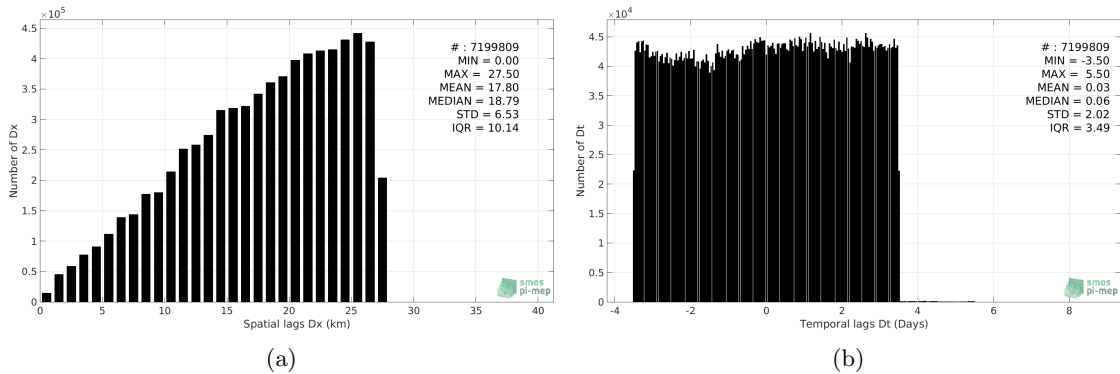 ×10⁵
4.5
4
3.5
3
2.5
2
1.5
1
0.5
0
Number of Dx
# : 7199809
MIN = 0.00
MAX = 27.50
MEAN = 17.80
MEDIAN = 18.79
STD = 6.53
IQR = 10.14
smos
pi-mep
0 5 10 15 20 25 30 35 40
Spatial lags Dx (km)
(a)
×10⁴
4.5
4
3.5
3
2.5
2
1.5
1
0.5
0
Number of Dt
# : 7199809
MIN = -3.50
MAX = 5.50
MEAN = 0.03
MEDIAN = 0.06
STD = 2.02
IQR = 3.49
smos
pi-mep
-4 -2 0 2 4 6 8
Temporal lags Dt (Days)
(b)